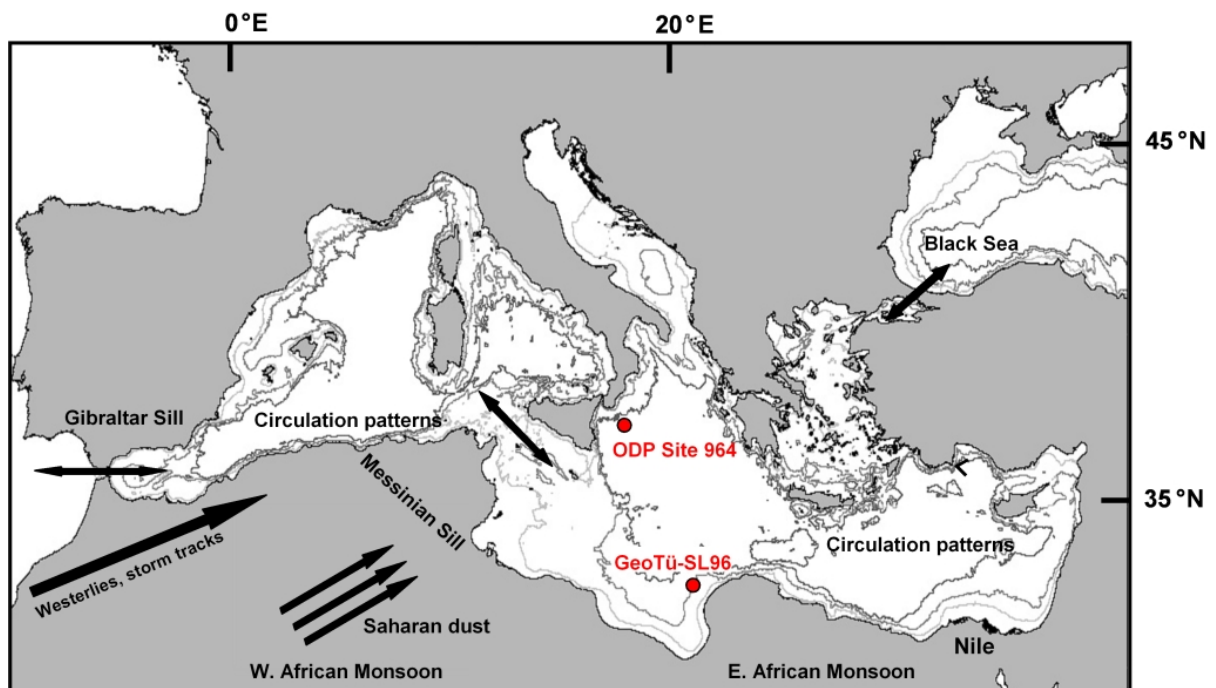 0°E
20°E
45°N
Black Sea
Gibraltar Sill
Circulation patterns
ODP Site 964
Messinian Sill
35°N
Circulation patterns
GeoTü-SL96
Westerlies, storm tracks
Saharan dust
Nile
W. African Monsoon
E. African Monsoon